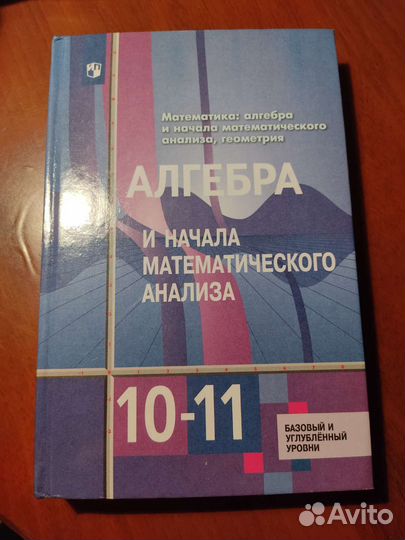 Математика: алгебра
и начала математического
анализа, геометрия
АЛГЕБРА
И НАЧАЛА
МАТЕМАТИЧЕСКОГО
АНАЛИЗА
10-11
БАЗОВЫЙ И
УГЛУБЛЁННЫЙ
УРОВНИ
Avito